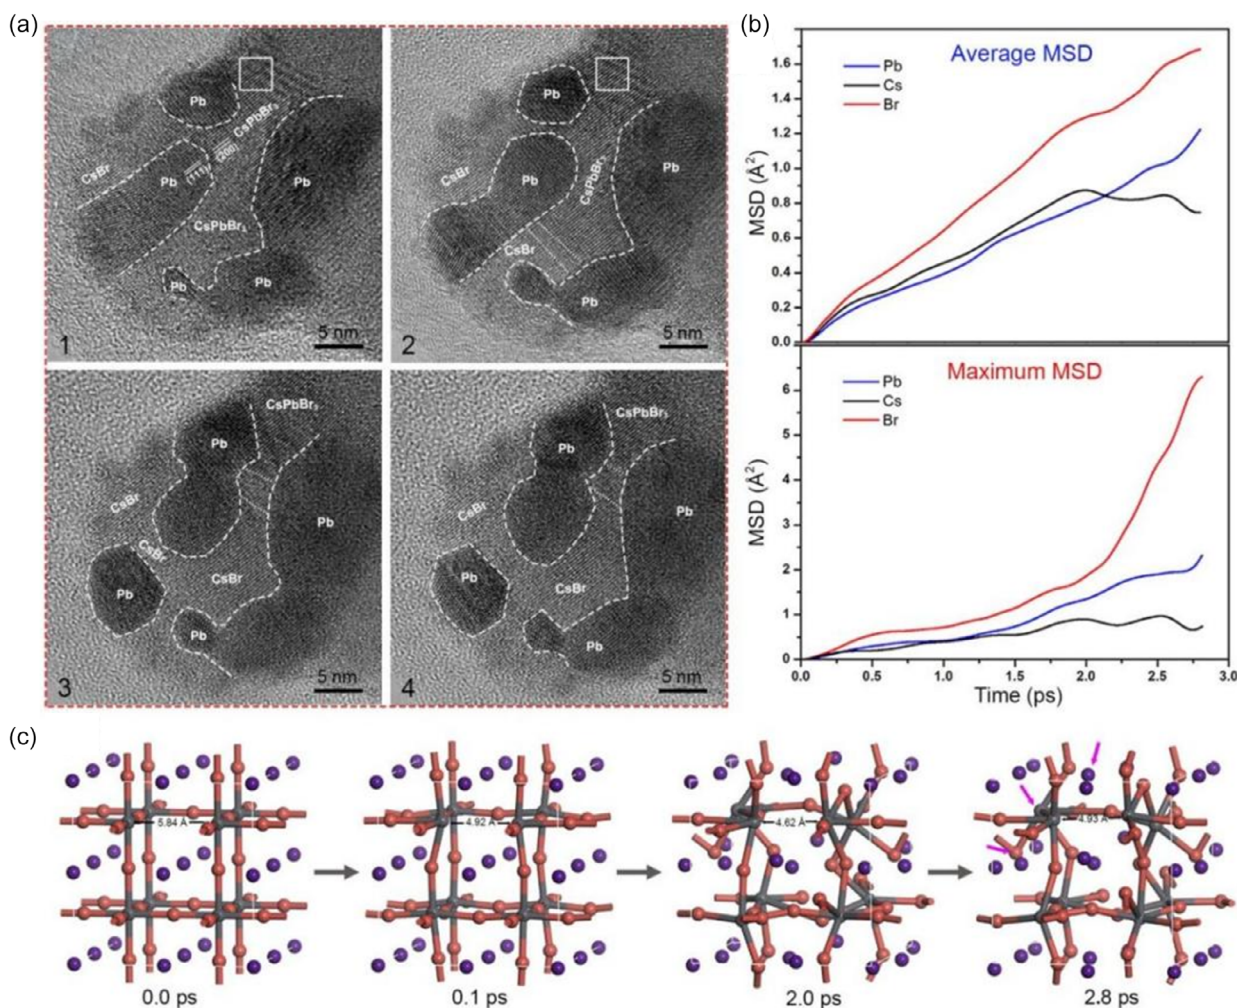 (a)
Pb
CsPbBr3
(200)
(111)
CsBr
Pb
Pb
CsPbBr3
Pb
Pb
1
5 nm
Pb
CsBr
Pb
CsPbBr3
Pb
CsBr
Pb
2
5 nm
CsPbBr3
Pb
CsBr
Pb
CsBr
CsBr
Pb
Pb
3
5 nm
CsPbBr3
Pb
CsBr
Pb
Pb
CsBr
Pb
4
5 nm
(b)
Average MSD
Pb
Cs
Br
MSD (Å²)
1.6
1.4
1.2
1.0
0.8
0.6
0.4
0.2
0.0
Maximum MSD
Pb
Cs
Br
MSD (Å²)
6
5
4
3
2
1
0
0.0 0.5 1.0 1.5 2.0 2.5 3.0
Time (ps)
(c)
5.84 Å
4.92 Å
4.62 Å
4.93 Å
0.0 ps
0.1 ps
2.0 ps
2.8 ps